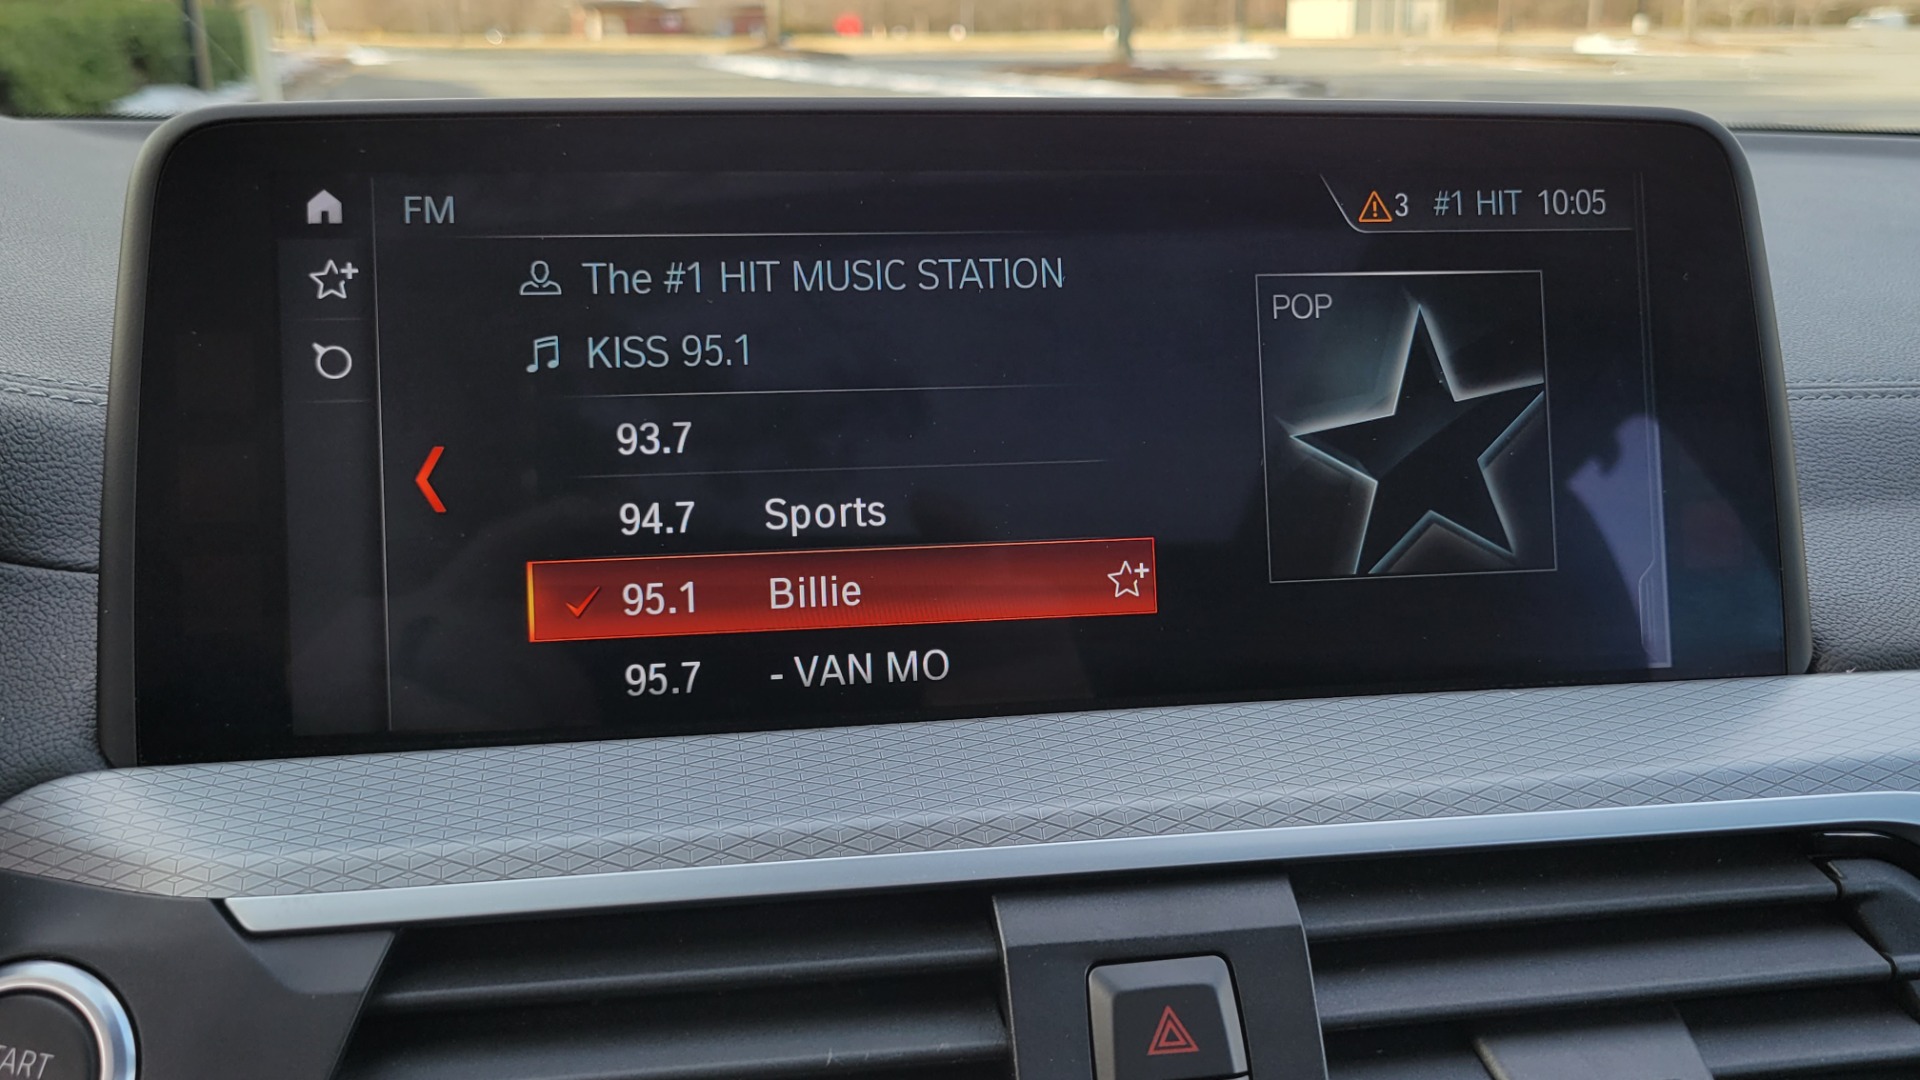 FM
3 #1 HIT 10:05
The #1 HIT MUSIC STATION
KISS 95.1
POP
93.7
94.7 Sports
95.1 Billie
95.7 - VAN MO